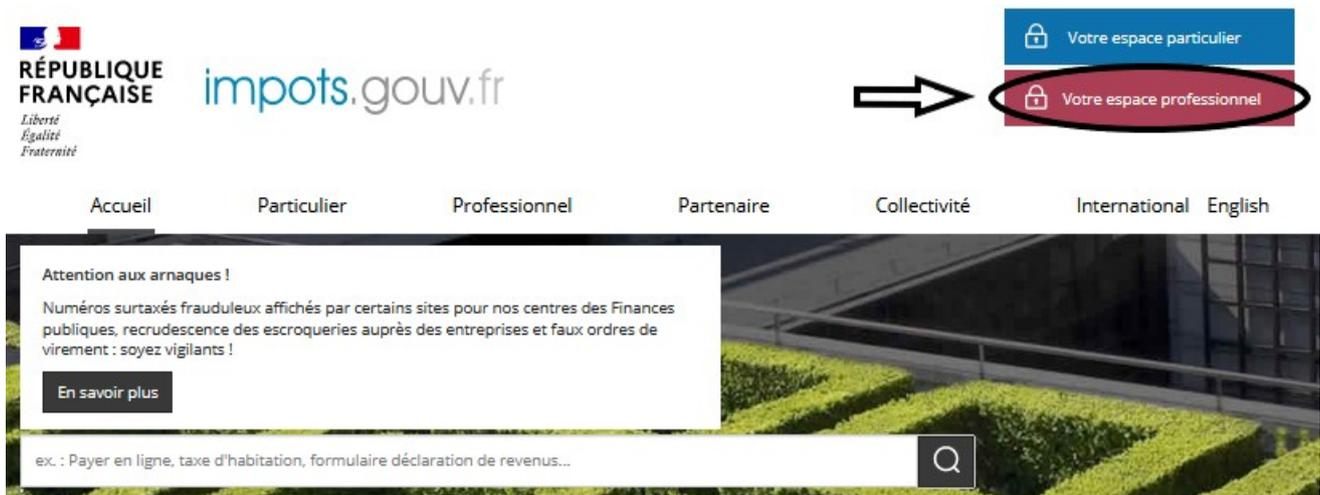 Votre espace particulier
RÉPUBLIQUE
FRANÇAISE
Liberté
Égalité
Fraternité
impots.gouv.fr
Votre espace professionnel
Accueil Particulier Professionnel Partenaire Collectivité International English
Attention aux arnaques !
Numéros surtaxés frauduleux affichés par certains sites pour nos centres des Finances
publiques, recrudescence des escroqueries auprès des entreprises et faux ordres de
virement : soyez vigilants !
En savoir plus
ex. : Payer en ligne, taxe d'habitation, formulaire déclaration de revenus...